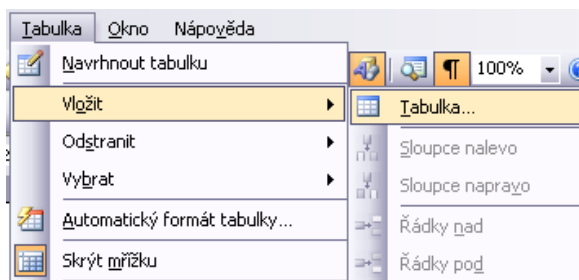 Tabulka Okno Nápověda
Navrhnout tabulku
100%
Vložit
Tabulka...
Odstranit
Sloupce nalevo
Vybrat
Sloupce napravo
Automatický formát tabulky...
Řádky nad
Skrýt mřížku
Řádky pod